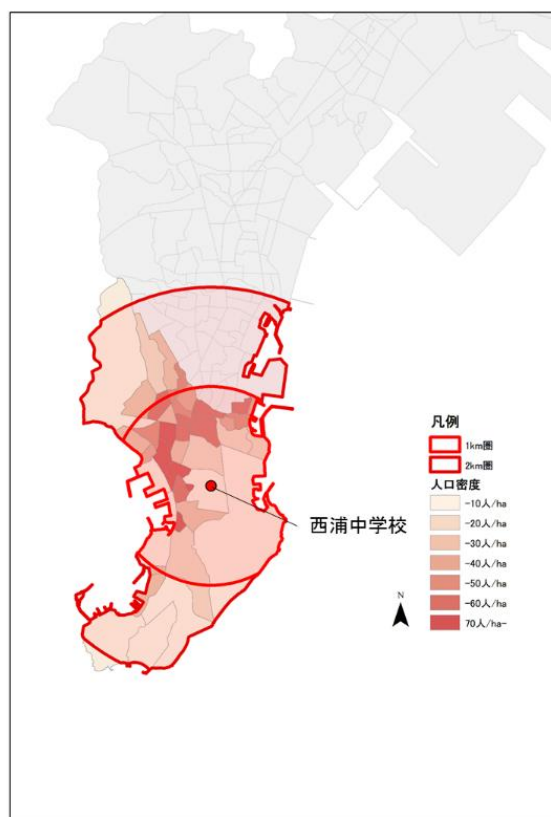 凡例
1km圏
2km圏
人口密度
-10人/ha
-20人/ha
-30人/ha
-40人/ha
-50人/ha
-60人/ha
70人/ha-
西浦中学校
N